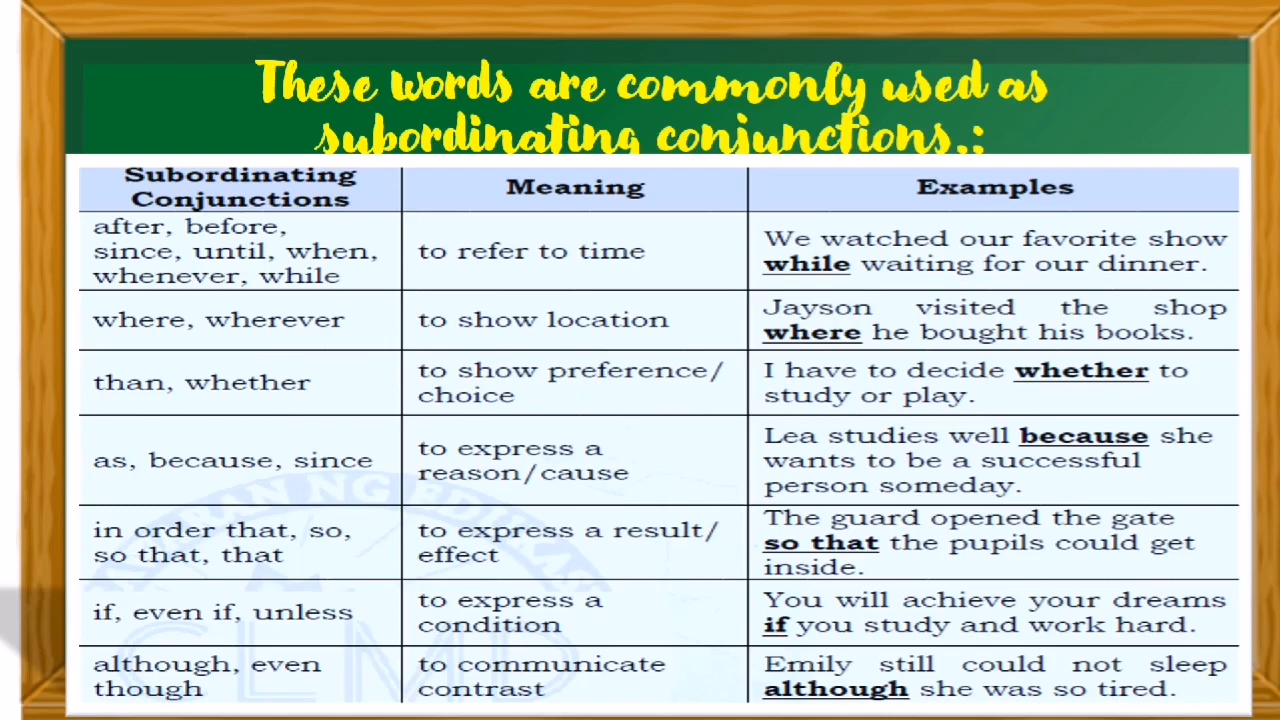 These words are commonly used as
subordinating conjunctions.:
Subordinating
Conjunctions
Meaning
Examples
after, before,
since, until, when,
whenever, while
to refer to time
We watched our favorite show
while waiting for our dinner.
where, wherever
to show location
Jayson visited the shop
where he bought his books.
than, whether
to show preference/
choice
I have to decide whether to
study or play.
as, because, since
to express a
reason/cause
Lea studies well because she
wants to be a successful
person someday.
in order that, so,
so that, that
to express a result/
effect
The guard opened the gate
so that the pupils could get
inside.
if, even if, unless
to express a
condition
You will achieve your dreams
if you study and work hard.
although, even
though
to communicate
contrast
Emily still could not sleep
although she was so tired.
CLMD